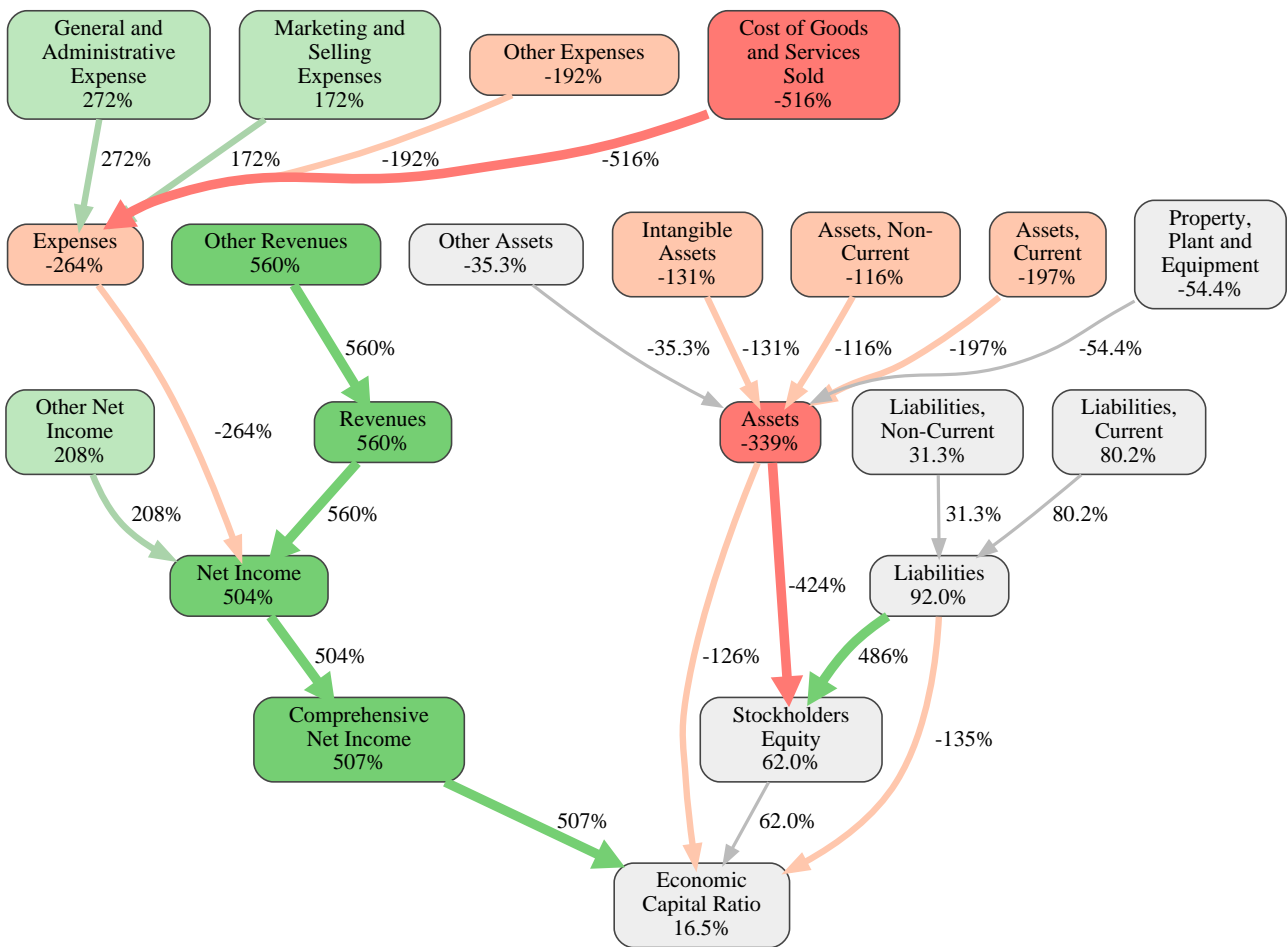 General and
Administrative
Expense
272%
Marketing and
Selling
Expenses
172%
Other Expenses
-192%
Cost of Goods
and Services
Sold
-516%
272%
172%
-192%
-516%
Expenses
-264%
Other Revenues
560%
Other Assets
-35.3%
Intangible
Assets
-131%
Assets, Non-
Current
-116%
Assets,
Current
-197%
Property,
Plant and
Equipment
-54.4%
560%
-35.3%
-131%
-116%
-197%
-54.4%
Other Net
Income
208%
-264%
Revenues
560%
Assets
-339%
Liabilities,
Non-Current
31.3%
Liabilities,
Current
80.2%
208%
560%
31.3%
80.2%
Net Income
504%
-424%
Liabilities
92.0%
504%
-126%
486%
Comprehensive
Net Income
507%
Stockholders
Equity
62.0%
-135%
507%
62.0%
Economic
Capital Ratio
16.5%